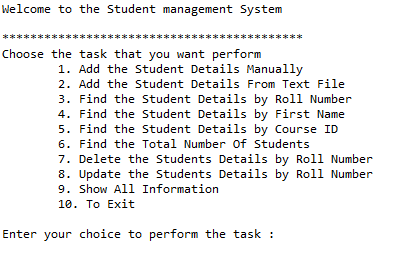 Welcome to the Student management System
*******************************************
Choose the task that you want perform
1. Add the Student Details Manually
2. Add the Student Details From Text File
3. Find the Student Details by Roll Number
4. Find the Student Details by First Name
5. Find the Student Details by Course ID
6. Find the Total Number Of Students
7. Delete the Students Details by Roll Number
8. Update the Students Details by Roll Number
9. Show All Information
10. To Exit
Enter your choice to perform the task :